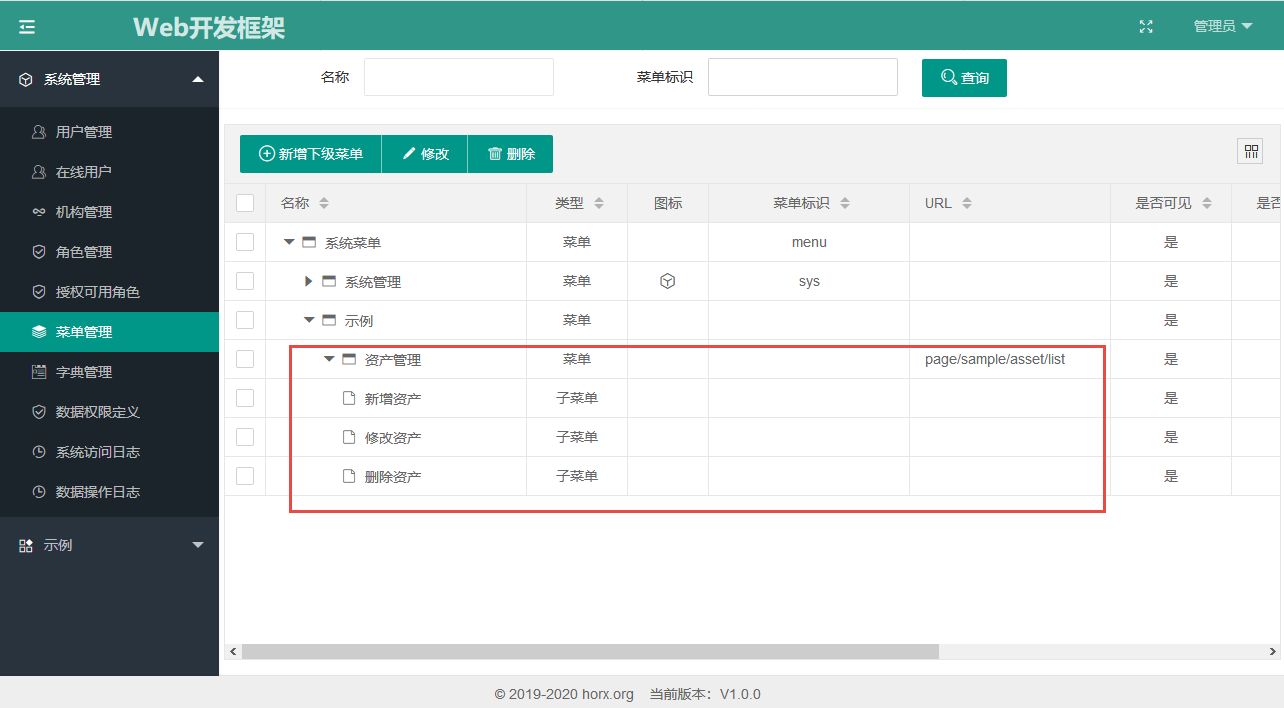 Web开发框架
管理员
系统管理
用户管理
在线用户
机构管理
角色管理
授权可用角色
菜单管理
字典管理
数据权限定义
系统访问日志
数据操作日志
示例
名称 菜单标识 查询
新增下级菜单 修改 删除
名称 类型 图标 菜单标识 URL 是否可见 是否
系统菜单 菜单 menu 是
系统管理 菜单 sys 是
示例 菜单 是
资产管理 菜单 page/sample/asset/list 是
新增资产 子菜单 是
修改资产 子菜单 是
删除资产 子菜单 是
© 2019-2020 horx.org 当前版本：V1.0.0